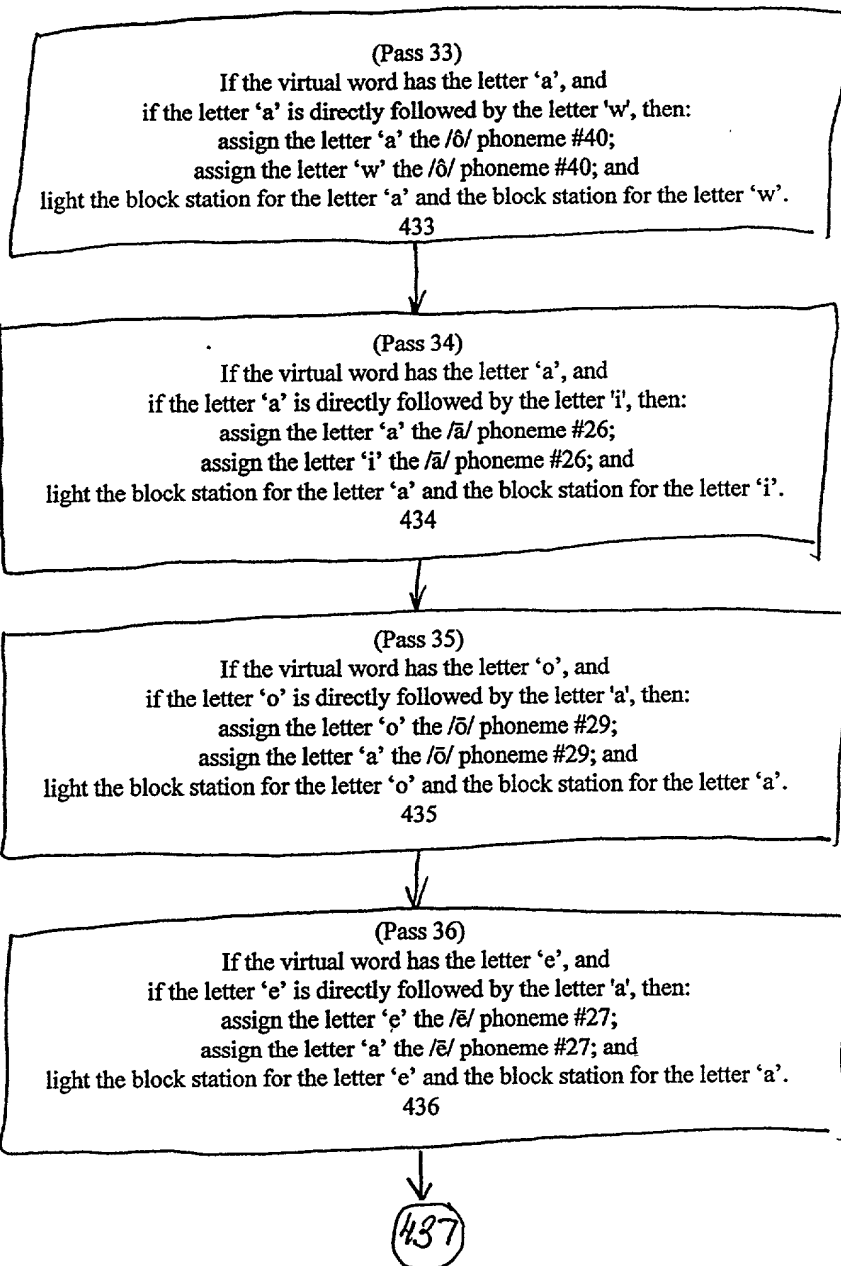 (Pass 33)
If the virtual word has the letter ‘a’, and
if the letter ‘a’ is directly followed by the letter 'w', then:
assign the letter ‘a’ the /ô/ phoneme #40;
assign the letter ‘w’ the /ô/ phoneme #40; and
light the block station for the letter ‘a’ and the block station for the letter ‘w’.
433
(Pass 34)
If the virtual word has the letter ‘a’, and
if the letter ‘a’ is directly followed by the letter 'i', then:
assign the letter ‘a’ the /ā/ phoneme #26;
assign the letter ‘i’ the /ā/ phoneme #26; and
light the block station for the letter ‘a’ and the block station for the letter ‘i’.
434
(Pass 35)
If the virtual word has the letter ‘o’, and
if the letter ‘o’ is directly followed by the letter 'a', then:
assign the letter ‘o’ the /ō/ phoneme #29;
assign the letter ‘a’ the /ō/ phoneme #29; and
light the block station for the letter ‘o’ and the block station for the letter ‘a’.
435
(Pass 36)
If the virtual word has the letter ‘e’, and
if the letter ‘e’ is directly followed by the letter 'a', then:
assign the letter ‘e’ the /ē/ phoneme #27;
assign the letter ‘a’ the /ē/ phoneme #27; and
light the block station for the letter ‘e’ and the block station for the letter ‘a’.
436
437